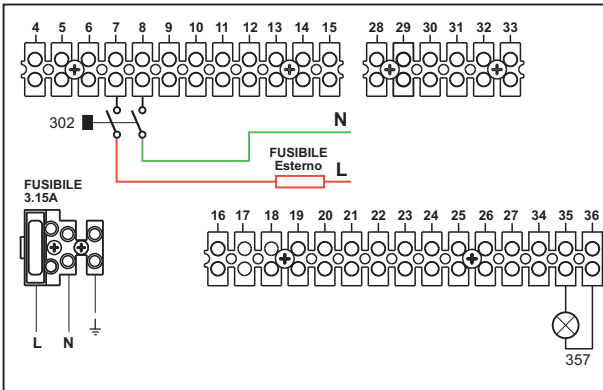 4 5 6 7 8 9 10 11 12 13 14 15 28 29 30 31 32 33
302
N
FUSIBILE
Esterno
L
FUSIBILE
3.15A
16 17 18 19 20 21 22 23 24 25 26 27 34 35 36
L N
357